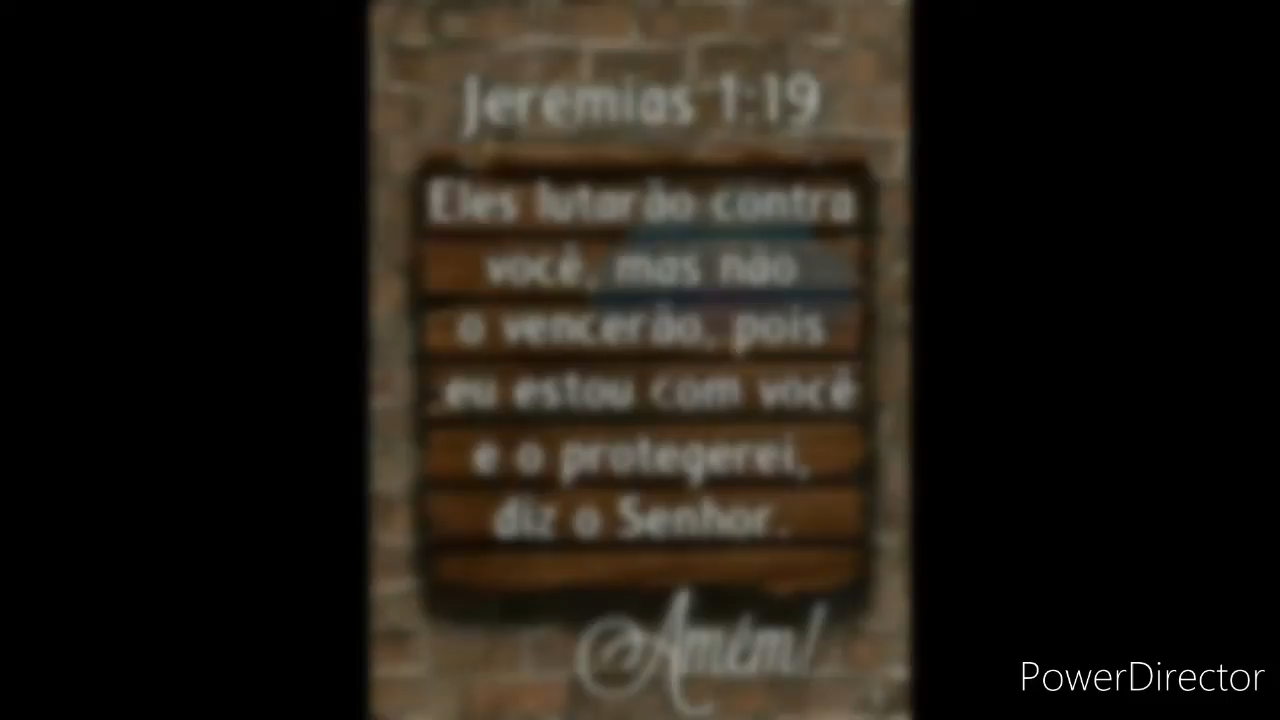 Jeremias 1:19
Eles lutarão contra
você, mas não
o vencerão, pois
eu estou com você
e o protegerei,
diz o Senhor.
Amém!
PowerDirector